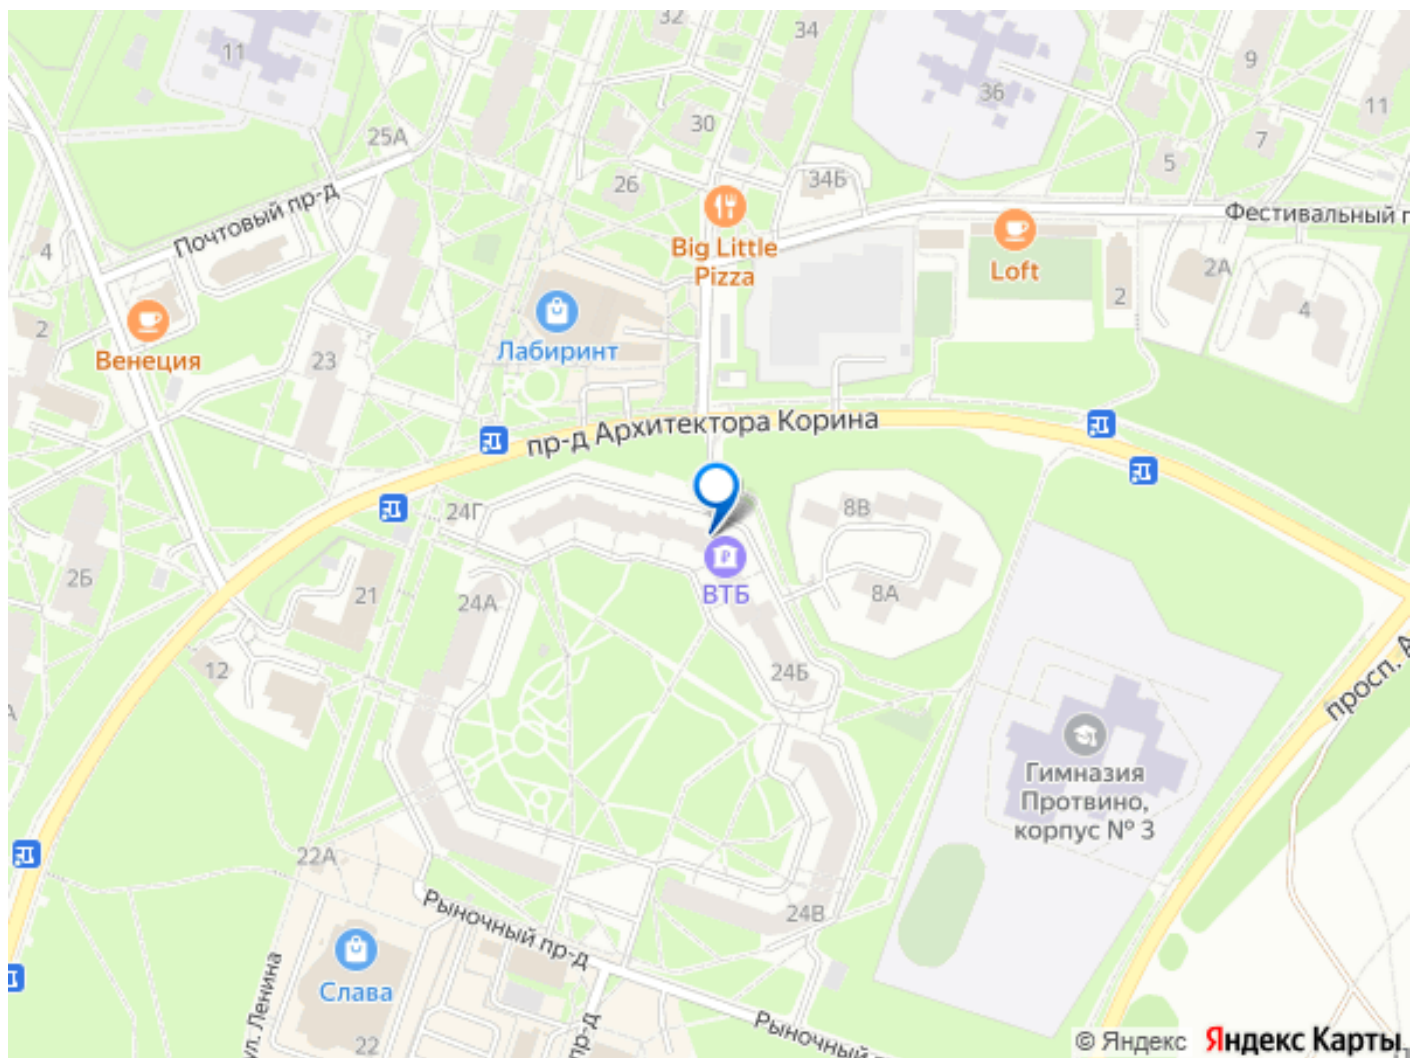 32
34
11
9
36
11
30
25А
7
5
26
34Б
Фестивальный п
Почтовый пр-д
Big Little
Pizza
Loft
4
2А
2
4
2
Лабиринт
Венеция
23
пр-д Архитектора Корина
24Г
8В
2Б
21
24А
ВТБ
8А
12
24Б
просп. А
Гимназия
Протвино,
корпус № 3
22А
Рыночный пр-д
24В
ул. Ленина
Слава
22
пр-д
Рыночный пр-д
© Яндекс Яндекс Карты